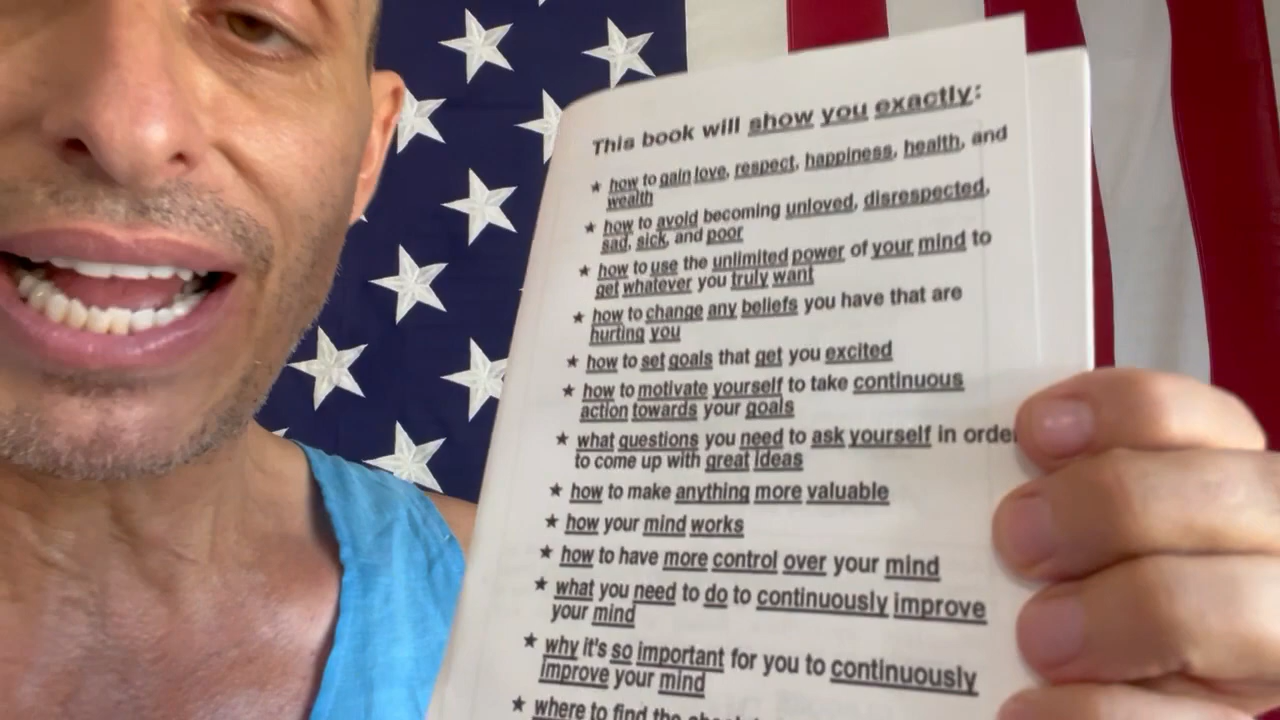 This book will show you exactly:
★ how to gain love, respect, happiness, health, and
wealth
★ how to avoid becoming unloved, disrespected,
sad, sick, and poor
★ how to use the unlimited power of your mind to
get whatever you truly want
★ how to change any beliefs you have that are
hurting you
★ how to set goals that get you excited
★ how to motivate yourself to take continuous
action towards your goals
★ what questions you need to ask yourself in order
to come up with great ideas
★ how to make anything more valuable
★ how your mind works
★ how to have more control over your mind
★ what you need to do to continuously improve
your mind
★ why it's so important for you to continuously
improve your mind
★ where to find the